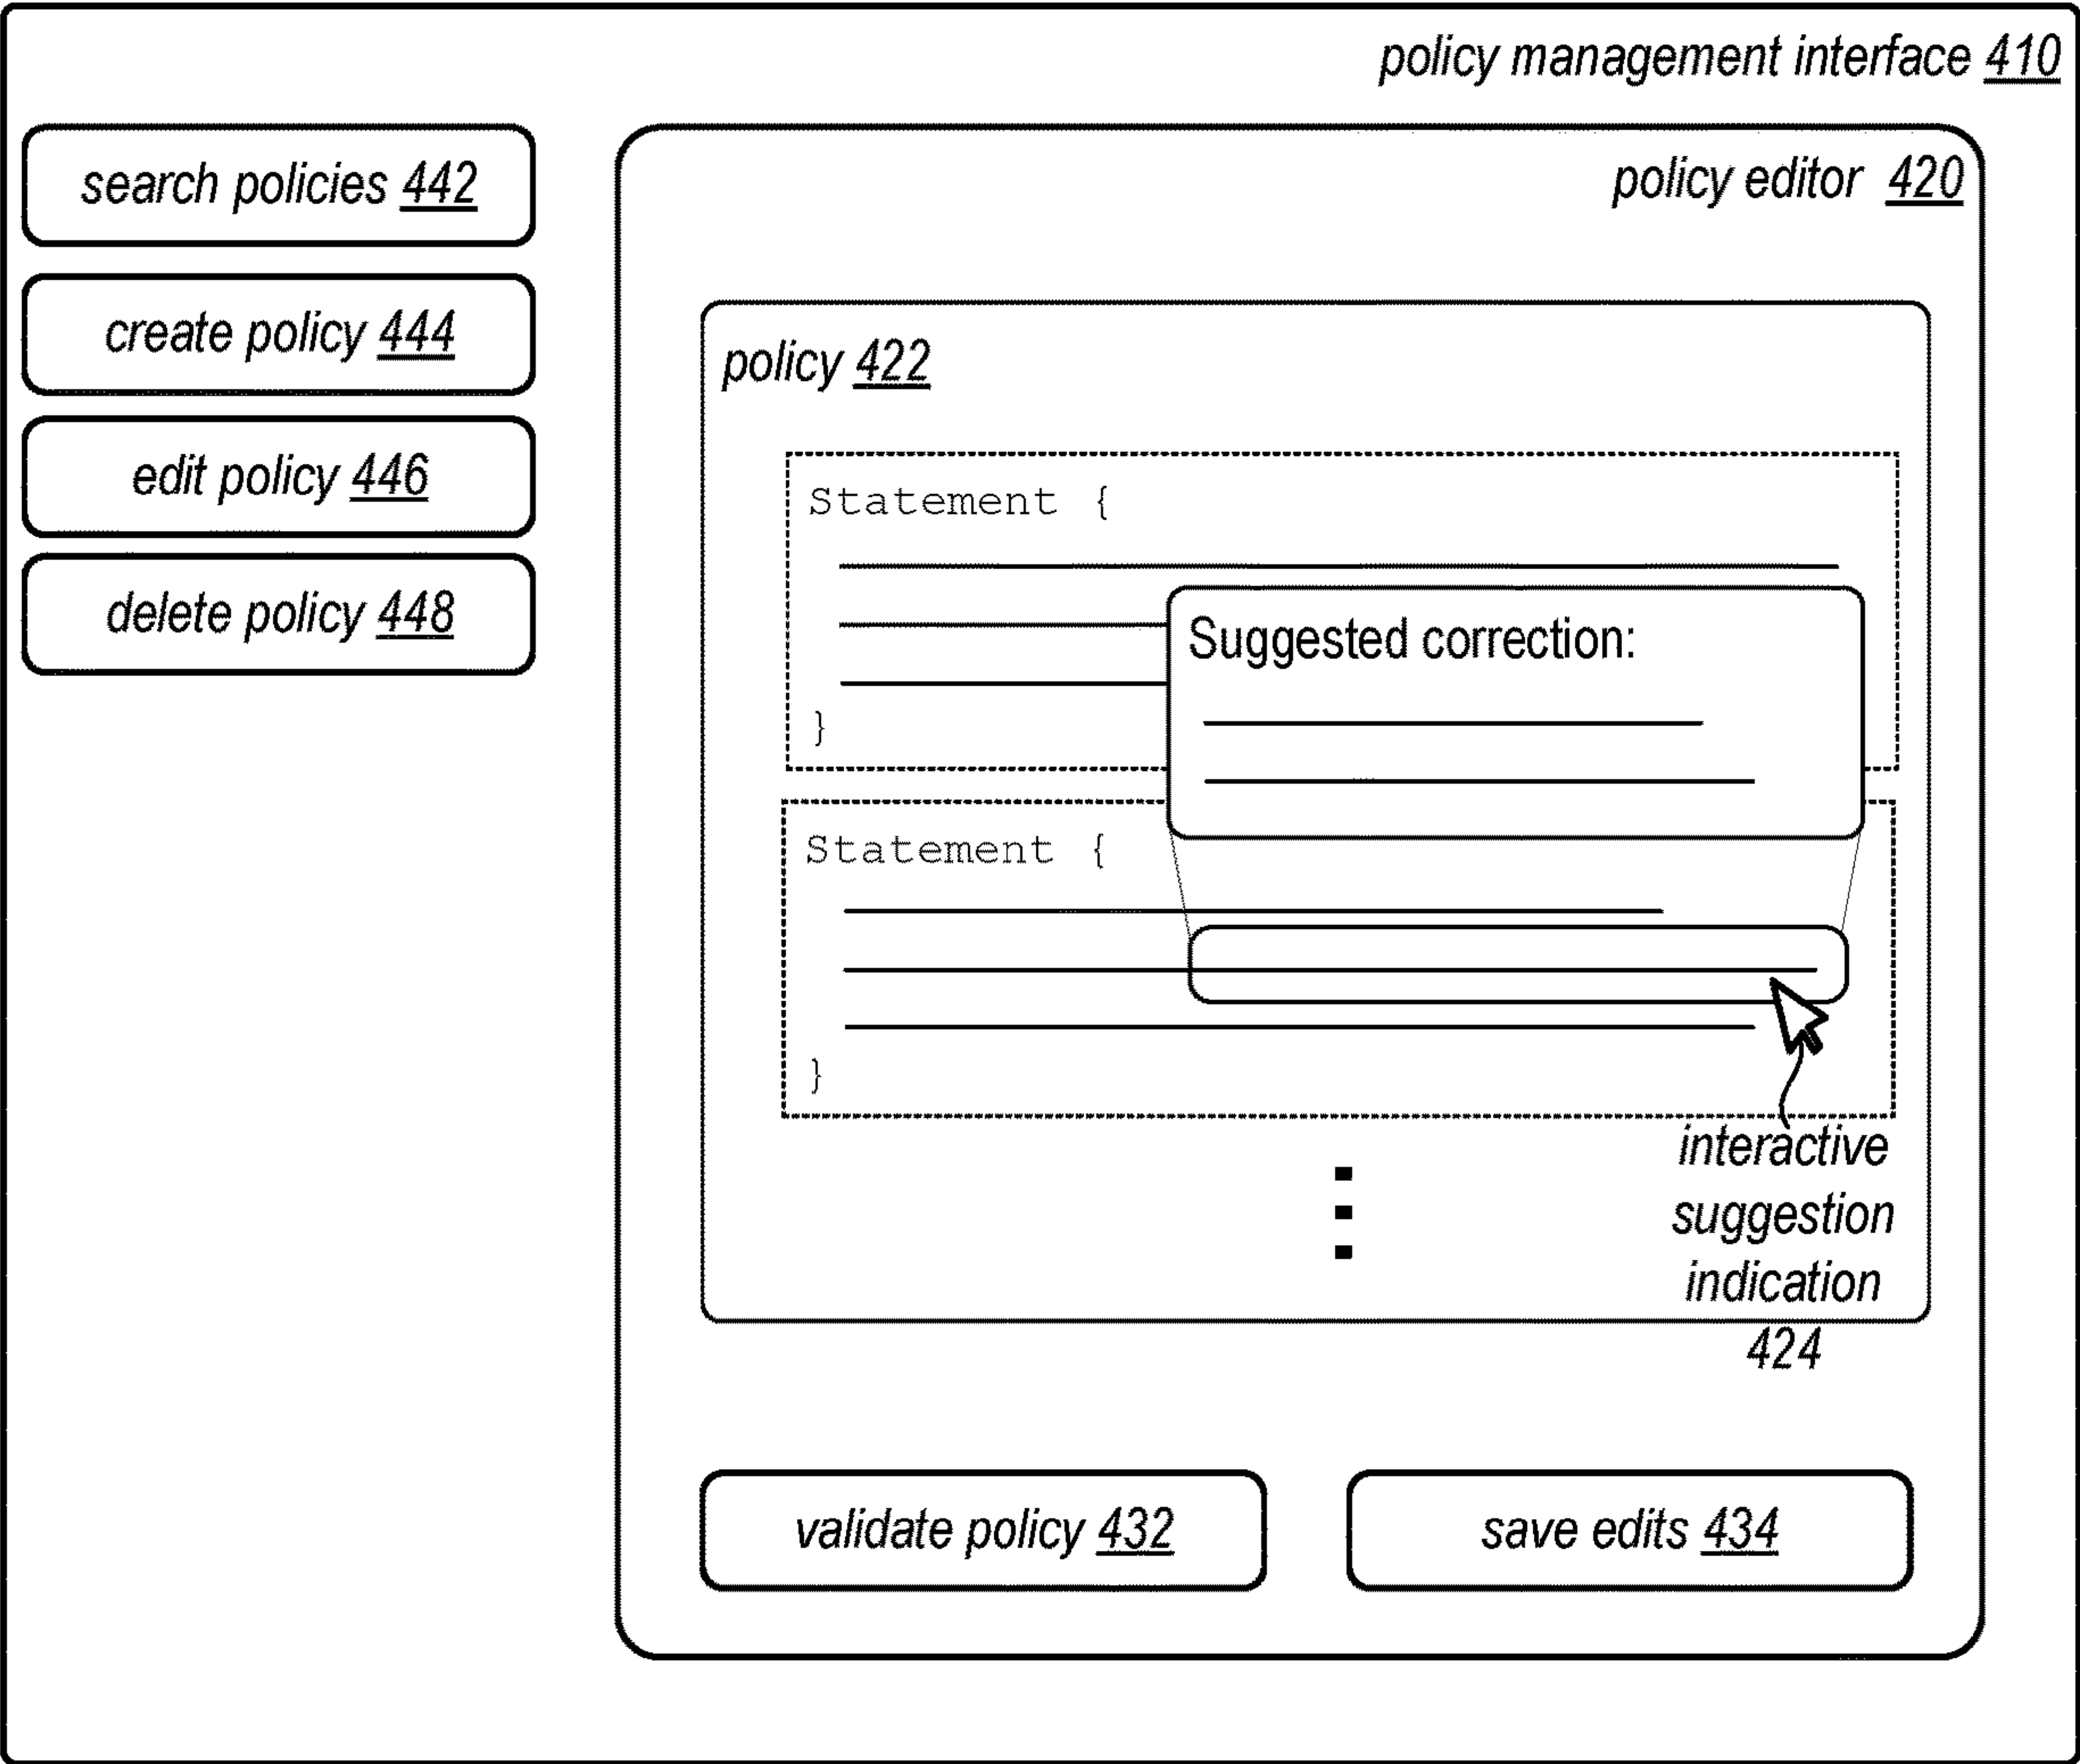 policy management interface 410
search policies 442
create policy 444
edit policy 446
delete policy 448
policy editor 420
policy 422
Statement {
}
Suggested correction:
Statement {
}
interactive
suggestion
indication
424
validate policy 432
save edits 434